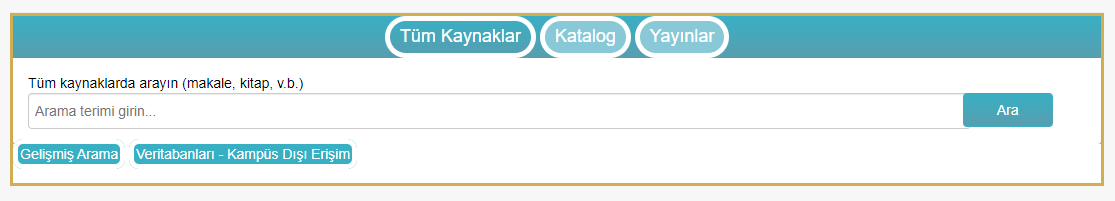 Tüm Kaynaklar Katalog Yayınlar
Tüm kaynaklarda arayın (makale, kitap, v.b.)
Arama terimi girin... Ara
Gelişmiş Arama Veritabanları - Kampüs Dışı Erişim